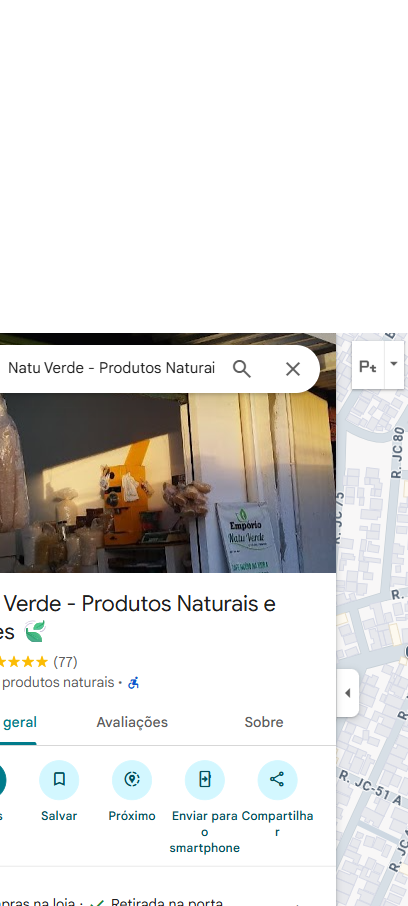 Natu Verde - Produtos Naturai
Pt
R. JC 80
R. JC 75
Empório
Natu Verde
Verde - Produtos Naturais e
es
(77)
produtos naturais ·
geral
Avaliações
Sobre
s
Salvar
Próximo
Enviar para o smartphone
Compartilhar
R. JC-51 A
pras na loja · ✓ Retirada na porta